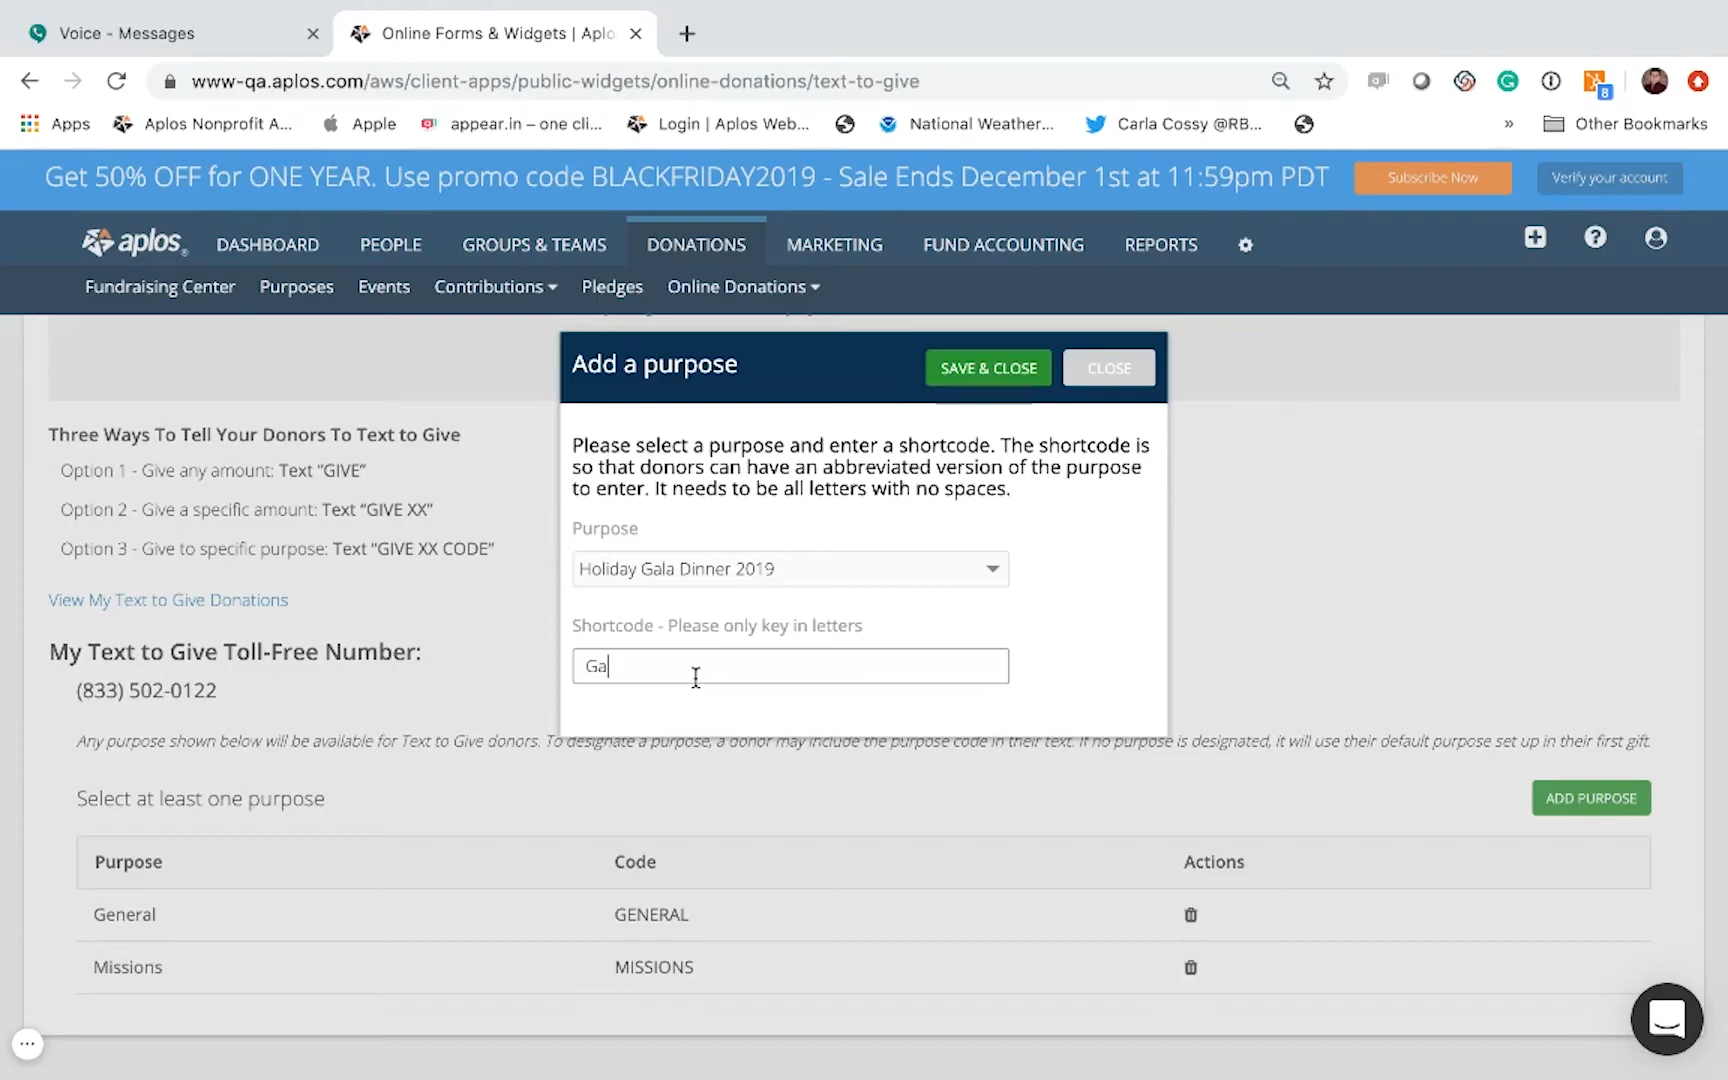 Voice - Messages
Online Forms & Widgets | Aplo
www-qa.aplos.com/aws/client-apps/public-widgets/online-donations/text-to-give
8
Apps
Aplos Nonprofit A...
Apple
appear.in – one cli...
Login | Aplos Web...
National Weather...
Carla Cossy @RB...
»
Other Bookmarks
Get 50% OFF for ONE YEAR. Use promo code BLACKFRIDAY2019 - Sale Ends December 1st at 11:59pm PDT
Subscribe Now
Verify your account
aplos
DASHBOARD
PEOPLE
GROUPS & TEAMS
DONATIONS
MARKETING
FUND ACCOUNTING
REPORTS
Fundraising Center
Purposes
Events
Contributions
Pledges
Online Donations
Add a purpose
SAVE & CLOSE
CLOSE
Please select a purpose and enter a shortcode. The shortcode is
so that donors can have an abbreviated version of the purpose
to enter. It needs to be all letters with no spaces.
Purpose
Holiday Gala Dinner 2019
Shortcode - Please only key in letters
Ga
Three Ways To Tell Your Donors To Text to Give
Option 1 - Give any amount: Text “GIVE”
Option 2 - Give a specific amount: Text “GIVE XX”
Option 3 - Give to specific purpose: Text “GIVE XX CODE”
View My Text to Give Donations
My Text to Give Toll-Free Number:
(833) 502-0122
Any purpose shown below will be available for Text to Give donors. To designate a purpose, a donor may include the purpose code in their text. If no purpose is designated, it will use their default purpose set up in their first gift.
Select at least one purpose
ADD PURPOSE
Purpose
Code
Actions
General
GENERAL
Missions
MISSIONS